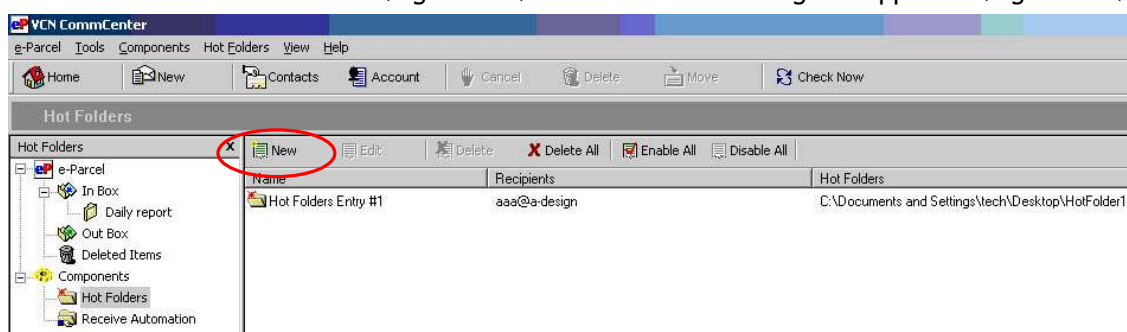 eP VCN CommCenter
e-Parcel Tools Components Hot Folders View Help
Home New Contacts Account Cancel Delete Move Check Now
Hot Folders
Hot Folders X New Edit Delete X Delete All Enable All Disable All
Name Recipients Hot Folders
eP e-Parcel
Hot Folders Entry #1 aaa@a-design C:\Documents and Settings\tech\Desktop\HotFolder1
In Box
Daily report
Out Box
Deleted Items
Components
Hot Folders
Receive Automation